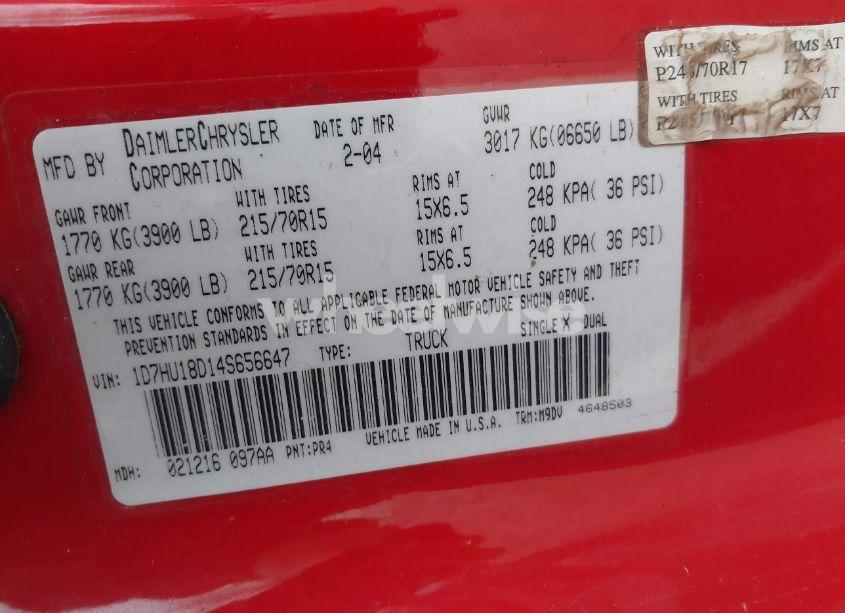 WITH TIRES RIMS AT
P245/70R17 17X7
WITH TIRES RIMS AT
17X7
MFD BY DAIMLERCHRYSLER CORPORATION
DATE OF MFR 2-04
GVWR 3017 KG(06650 LB)
GAWR FRONT WITH TIRES RIMS AT COLD
1770 KG(3900 LB) 215/70R15 15X6.5 248 KPA( 36 PSI)
GAWR REAR WITH TIRES RIMS AT COLD
1770 KG(3900 LB) 215/70R15 15X6.5 248 KPA( 36 PSI)
THIS VEHICLE CONFORMS TO ALL APPLICABLE FEDERAL MOTOR VEHICLE SAFETY AND THEFT
PREVENTION STANDARDS IN EFFECT ON THE DATE OF MANUFACTURE SHOWN ABOVE.
VIN: 1D7HU18D14S656647 TYPE: TRUCK SINGLE X DUAL
MDH: 021216 097AA PNT:PR4 VEHICLE MADE IN U.S.A. TRM:M9DV 4648503
wheelwise